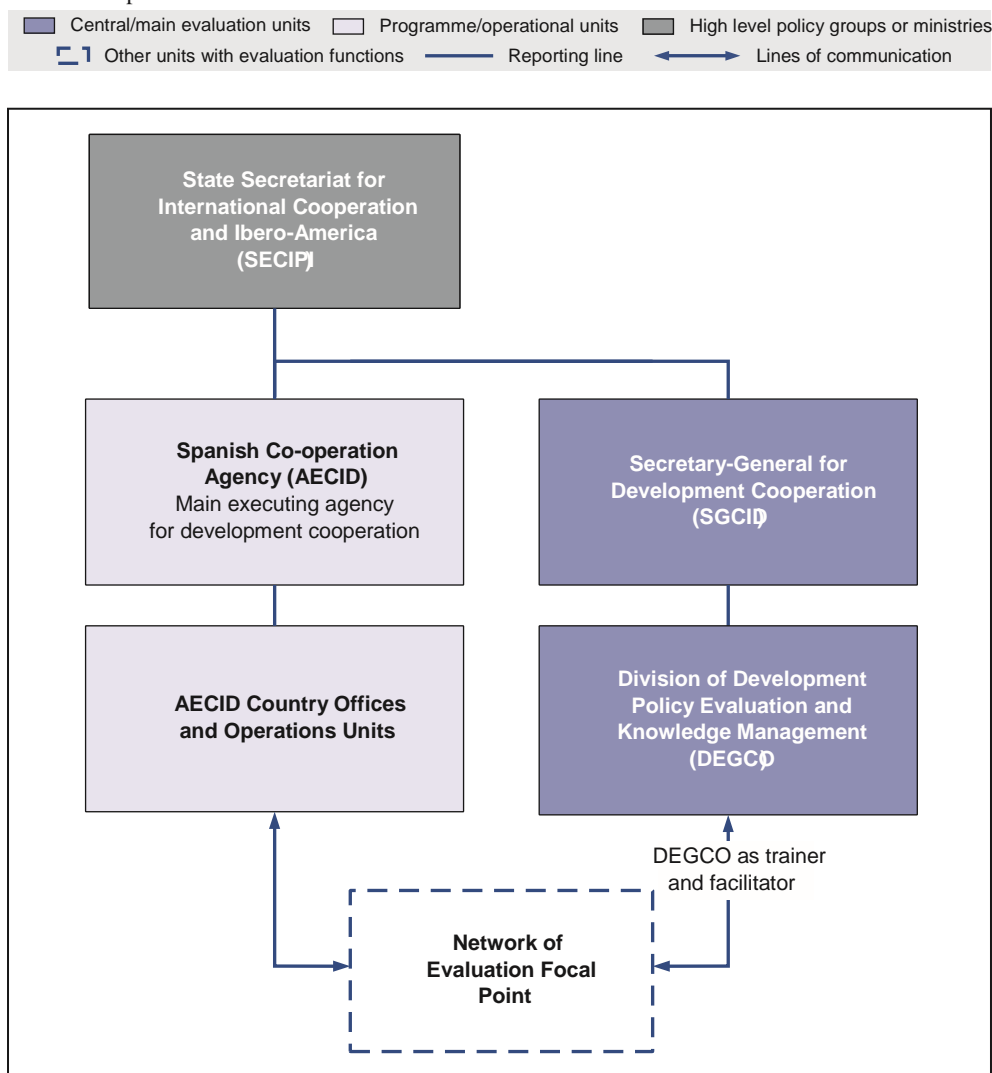 Central/main evaluation units Programme/operational units High level policy groups or ministries
Other units with evaluation functions Reporting line Lines of communication
State Secretariat for
International Cooperation
and Ibero-America
(SECIPI)
Spanish Co-operation
Agency (AECID)
Main executing agency
for development cooperation
Secretary-General for
Development Cooperation
(SGCID)
AECID Country Offices
and Operations Units
Division of Development
Policy Evaluation and
Knowledge Management
(DEGCO)
DEGCO as trainer
and facilitator
Network of
Evaluation Focal
Point